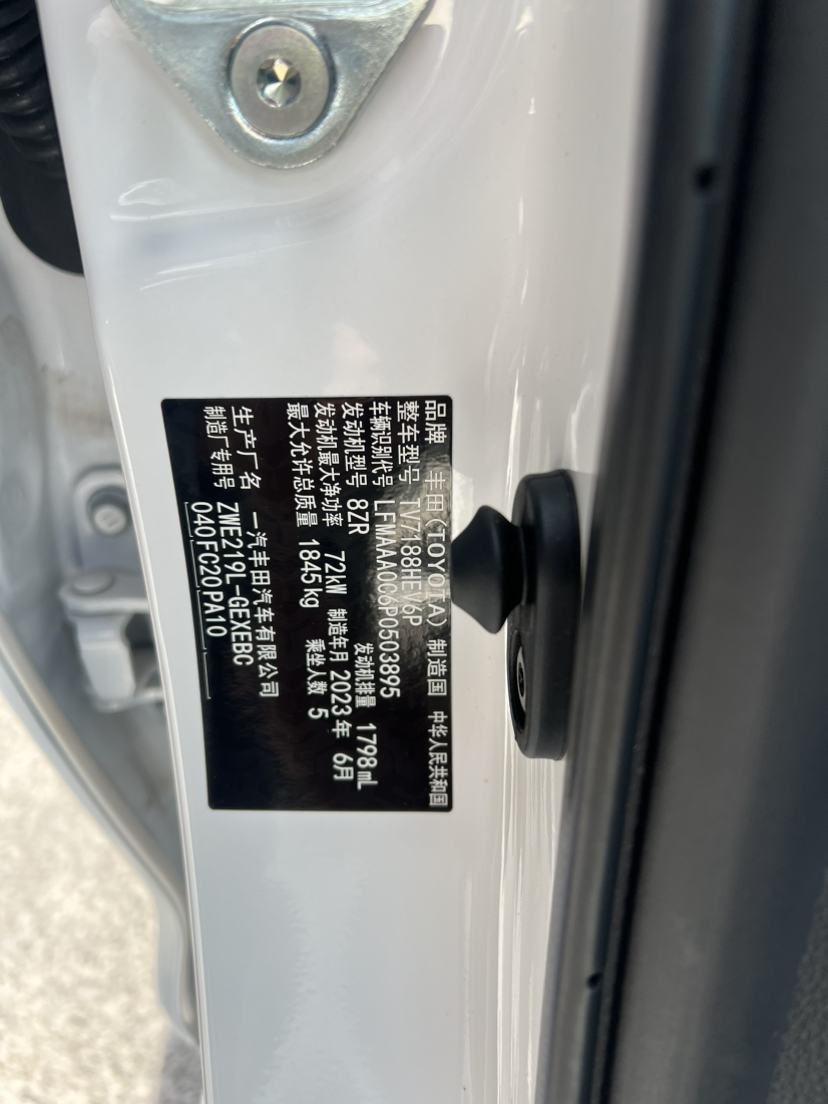 品牌 丰田(TOYOTA) 制造国 中华人民共和国
整车型号 TV7188HEV6P
车辆识别代号 LFMAAA0C6P0503895
发动机型号 8ZR 发动机排量 1798mL
发动机最大净功率 72kW 制造年月 2023年 6月
最大允许总质量 1845kg 乘坐人数 5
生产厂名 一汽丰田汽车有限公司
制造厂专用号 ZWE219L-GEXEBC
040FC20PA10